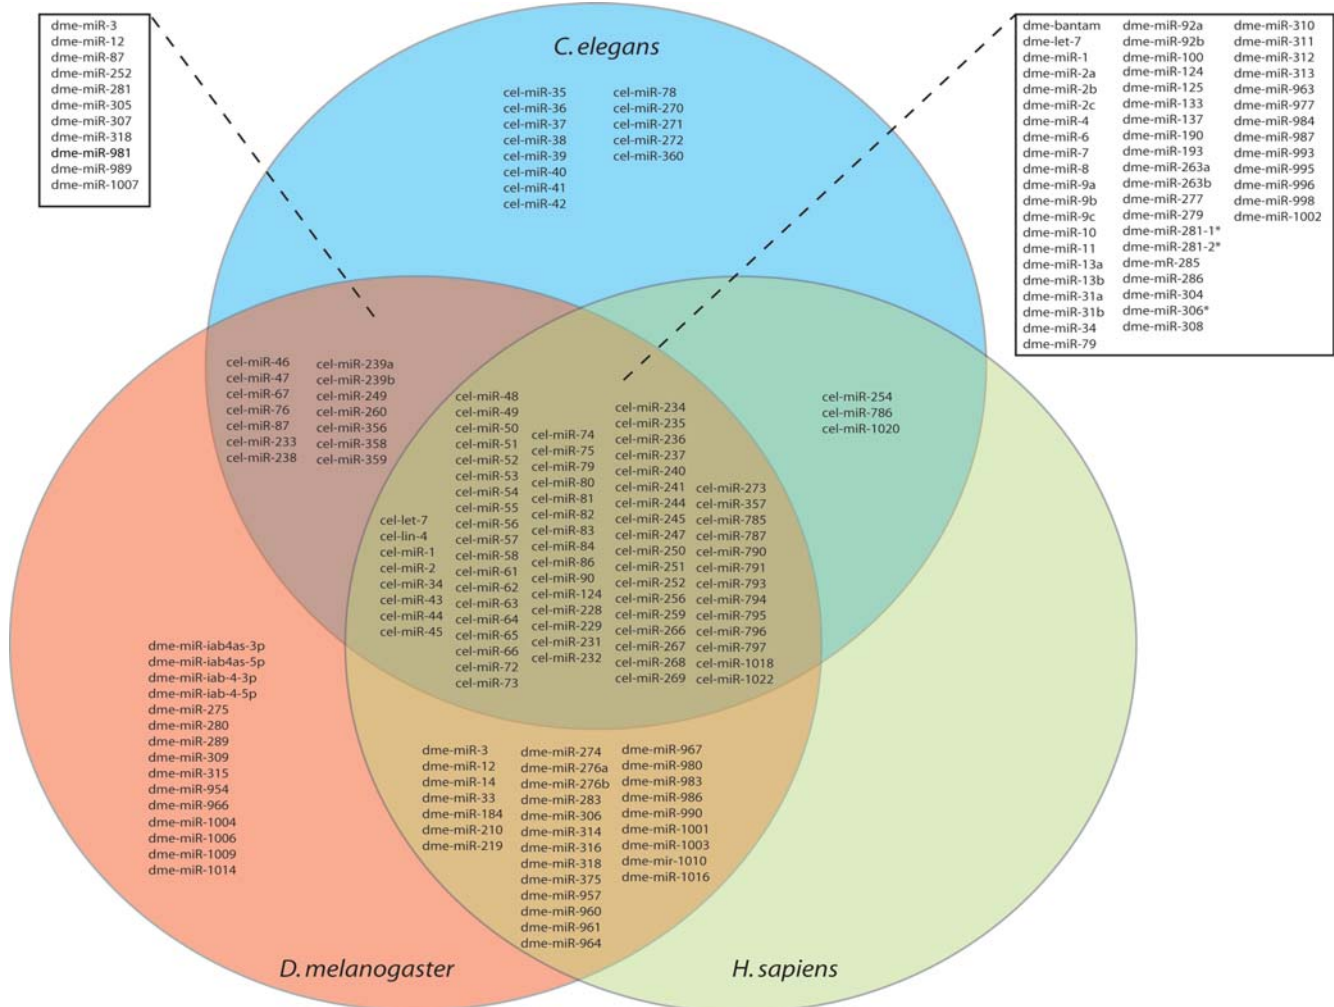 dme-miR-3
dme-miR-12
dme-miR-87
dme-miR-252
dme-miR-281
dme-miR-305
dme-miR-307
dme-miR-318
dme-miR-981
dme-miR-989
dme-miR-1007
C. elegans
cel-miR-35
cel-miR-36
cel-miR-37
cel-miR-38
cel-miR-39
cel-miR-40
cel-miR-41
cel-miR-42
cel-miR-78
cel-miR-270
cel-miR-271
cel-miR-272
cel-miR-360
dme-bantam
dme-let-7
dme-miR-1
dme-miR-2a
dme-miR-2b
dme-miR-2c
dme-miR-4
dme-miR-6
dme-miR-7
dme-miR-8
dme-miR-9a
dme-miR-9b
dme-miR-9c
dme-miR-10
dme-miR-11
dme-miR-13a
dme-miR-13b
dme-miR-31a
dme-miR-31b
dme-miR-34
dme-miR-79
dme-miR-92a
dme-miR-92b
dme-miR-100
dme-miR-124
dme-miR-125
dme-miR-133
dme-miR-137
dme-miR-190
dme-miR-193
dme-miR-263a
dme-miR-263b
dme-miR-277
dme-miR-279
dme-miR-281-1*
dme-miR-281-2*
dme-mR-285
dme-miR-286
dme-miR-304
dme-miR-306*
dme-miR-308
dme-miR-310
dme-miR-311
dme-miR-312
dme-miR-313
dme-miR-963
dme-miR-977
dme-miR-984
dme-miR-987
dme-miR-993
dme-miR-995
dme-miR-996
dme-miR-998
dme-miR-1002
cel-miR-46
cel-miR-47
cel-miR-67
cel-miR-76
cel-miR-87
cel-miR-233
cel-miR-238
cel-miR-239a
cel-miR-239b
cel-miR-249
cel-miR-260
cel-miR-356
cel-miR-358
cel-miR-359
cel-let-7
cel-lin-4
cel-miR-1
cel-miR-2
cel-miR-34
cel-miR-43
cel-miR-44
cel-miR-45
cel-miR-48
cel-miR-49
cel-miR-50
cel-miR-51
cel-miR-52
cel-miR-53
cel-miR-54
cel-miR-55
cel-miR-56
cel-miR-57
cel-miR-58
cel-miR-61
cel-miR-62
cel-miR-63
cel-miR-64
cel-miR-65
cel-miR-66
cel-miR-72
cel-miR-73
cel-miR-74
cel-miR-75
cel-miR-79
cel-miR-80
cel-miR-81
cel-miR-82
cel-miR-83
cel-miR-84
cel-miR-86
cel-miR-90
cel-miR-124
cel-miR-228
cel-miR-229
cel-miR-231
cel-miR-232
cel-miR-234
cel-miR-235
cel-miR-236
cel-miR-237
cel-miR-240
cel-miR-241
cel-miR-244
cel-miR-245
cel-miR-247
cel-miR-250
cel-miR-251
cel-miR-252
cel-miR-256
cel-miR-259
cel-miR-266
cel-miR-267
cel-miR-268
cel-miR-269
cel-miR-273
cel-miR-357
cel-miR-785
cel-miR-787
cel-miR-790
cel-miR-791
cel-miR-793
cel-miR-794
cel-miR-795
cel-miR-796
cel-miR-797
cel-miR-1018
cel-miR-1022
cel-miR-254
cel-miR-786
cel-miR-1020
dme-miR-iab4as-3p
dme-miR-iab4as-5p
dme-miR-iab-4-3p
dme-miR-iab-4-5p
dme-miR-275
dme-miR-280
dme-miR-289
dme-miR-309
dme-miR-315
dme-miR-954
dme-miR-966
dme-miR-1004
dme-miR-1006
dme-miR-1009
dme-miR-1014
dme-miR-3
dme-miR-12
dme-miR-14
dme-miR-33
dme-miR-184
dme-miR-210
dme-miR-219
dme-miR-274
dme-miR-276a
dme-miR-276b
dme-miR-283
dme-miR-306
dme-miR-314
dme-miR-316
dme-miR-318
dme-miR-375
dme-miR-957
dme-miR-960
dme-miR-961
dme-miR-964
dme-miR-967
dme-miR-980
dme-miR-983
dme-miR-986
dme-miR-990
dme-miR-1001
dme-miR-1003
dme-mir-1010
dme-miR-1016
D. melanogaster
H. sapiens